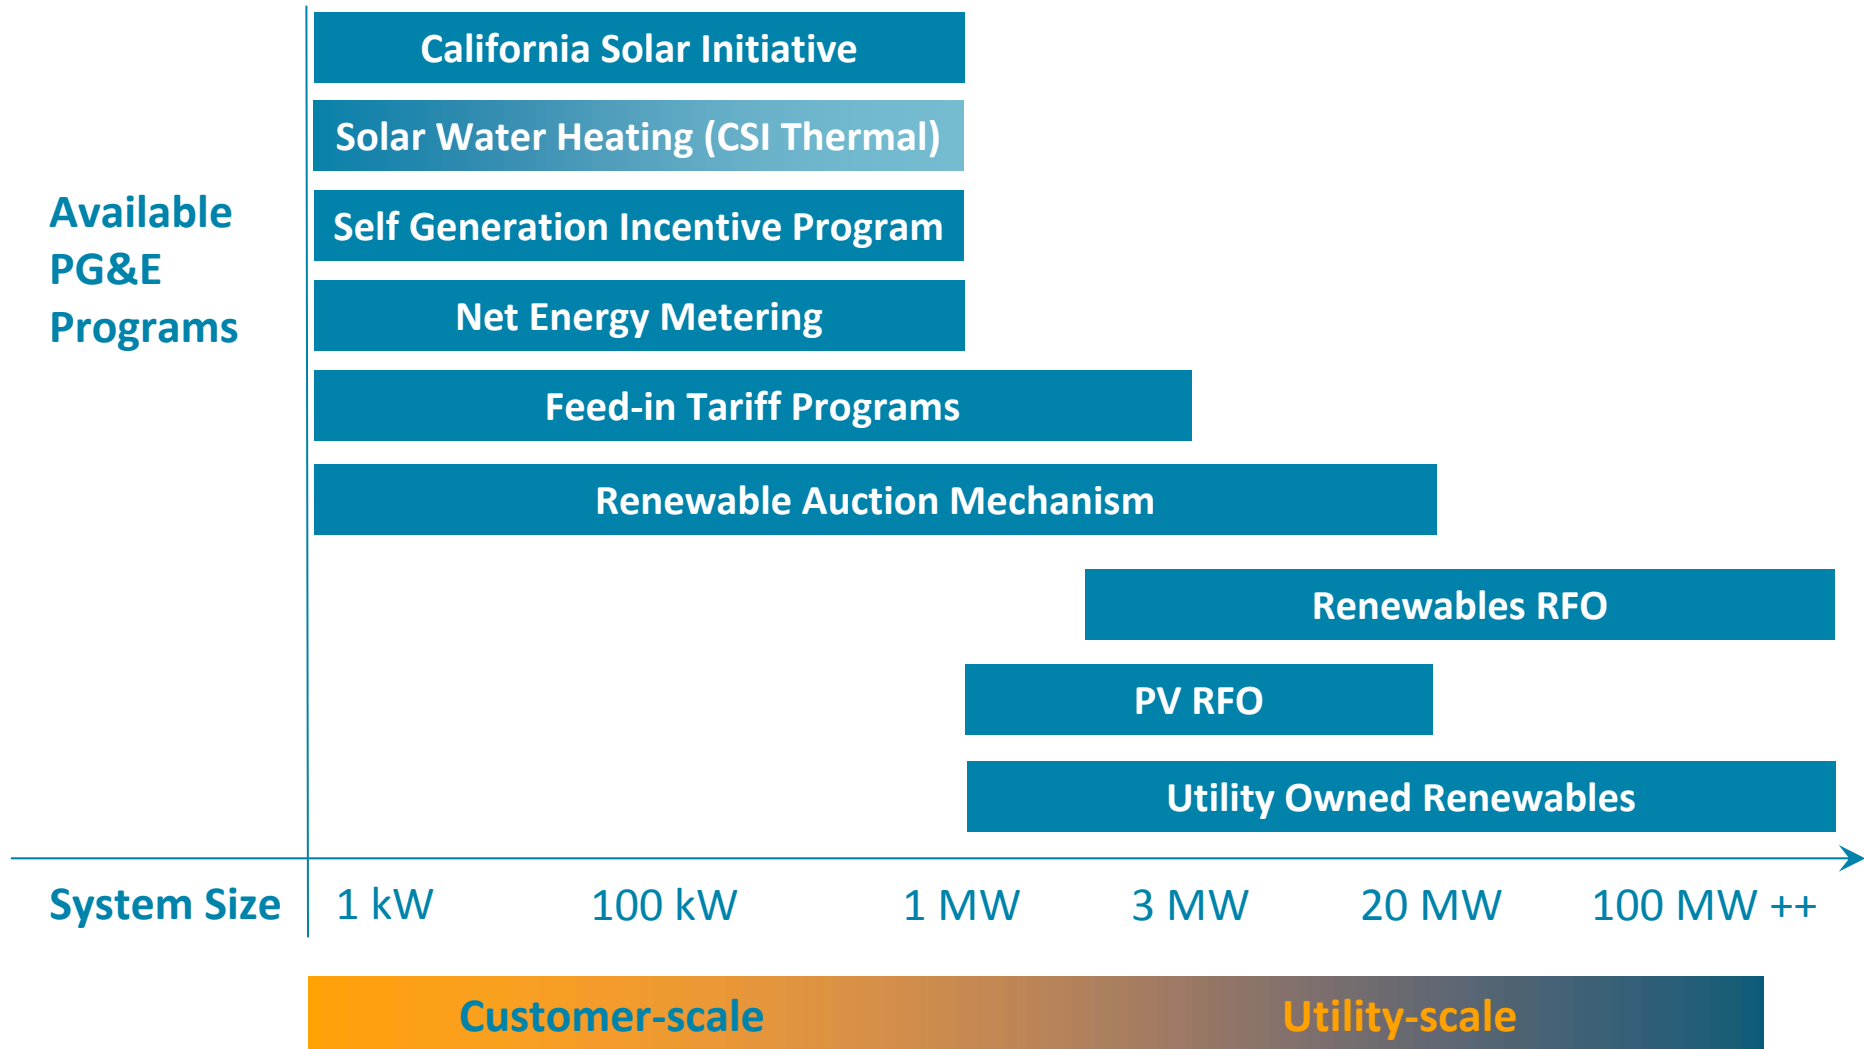 California Solar Initiative
Solar Water Heating (CSI Thermal)
Available
PG&E
Programs
Self Generation Incentive Program
Net Energy Metering
Feed-in Tariff Programs
Renewable Auction Mechanism
Renewables RFO
PV RFO
Utility Owned Renewables
System Size 1 kW 100 kW 1 MW 3 MW 20 MW 100 MW ++
Customer-scale Utility-scale